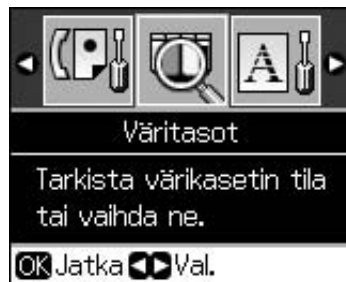 A
Väritasot
Tarkista värikasetin tila
tai vaihda ne.
OK Jatka Val.